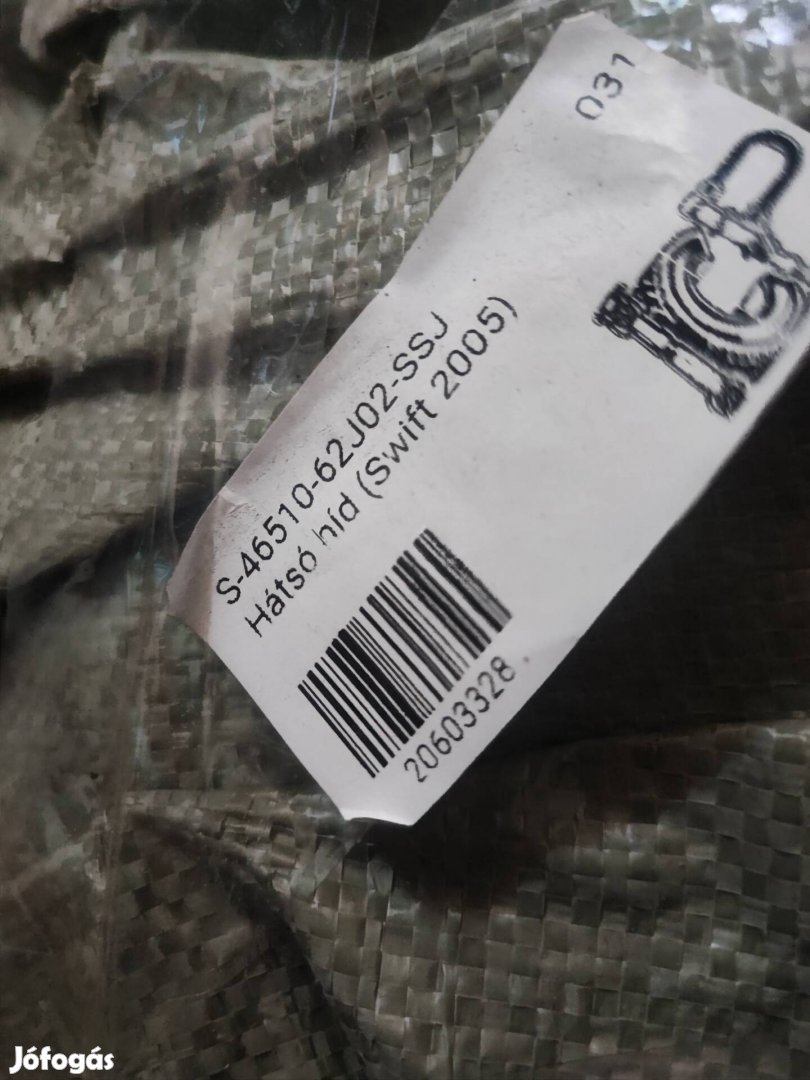 031
S-46510-62J02-SSJ
Hátsó híd (Swift 2005)
20603328
Jófogás